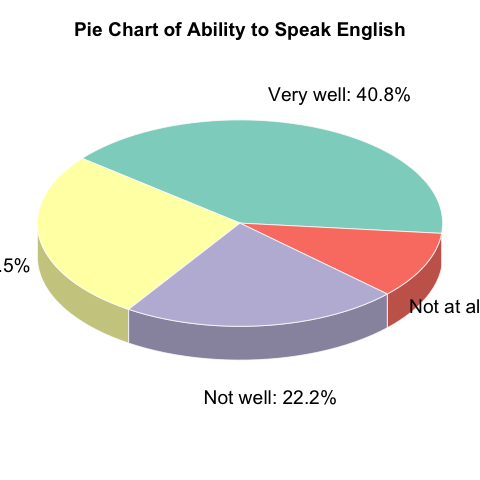 Pie Chart of Ability to Speak English
Very well: 40.8%
.5%
Not at al
Not well: 22.2%